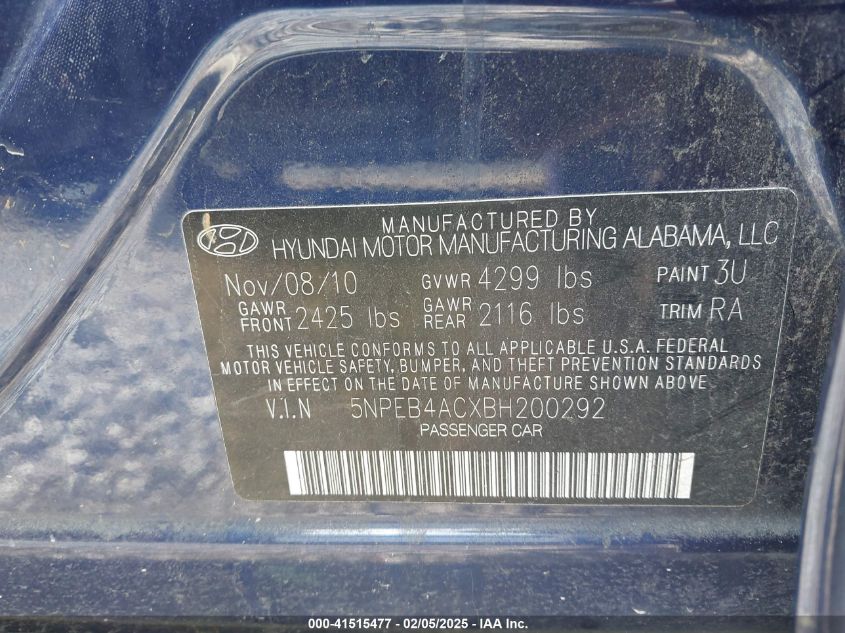 MANUFACTURED BY
HYUNDAI MOTOR MANUFACTURING ALABAMA, LLC
Nov/08/10 GVWR 4299 lbs PAINT 3U
GAWR FRONT 2425 lbs GAWR REAR 2116 lbs TRIM RA
THIS VEHICLE CONFORMS TO ALL APPLICABLE U.S.A. FEDERAL
MOTOR VEHICLE SAFETY, BUMPER, AND THEFT PREVENTION STANDARDS
IN EFFECT ON THE DATE OF MANUFACTURE SHOWN ABOVE
V.I.N 5NPEB4ACXBH200292
PASSENGER CAR
000-41515477 - 02/05/2025 - IAA Inc.